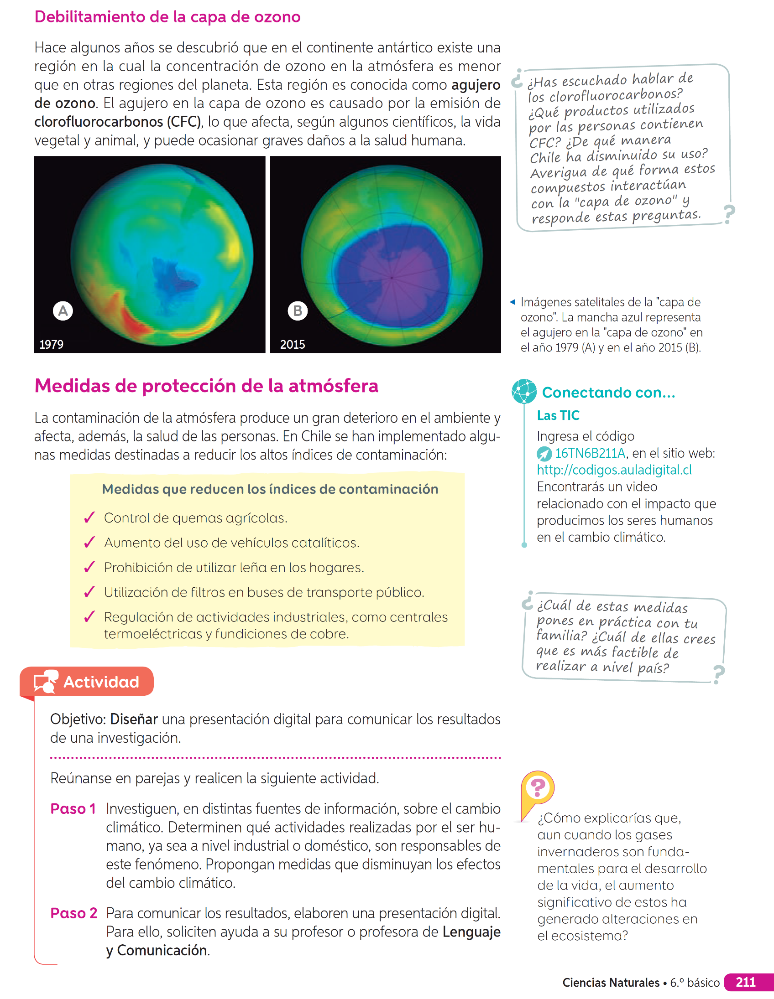 Debilitamiento de la capa de ozono
Hace algunos años se descubrió que en el continente antártico existe una
región en la cual la concentración de ozono en la atmósfera es menor
que en otras regiones del planeta. Esta región es conocida como agujero
de ozono. El agujero en la capa de ozono es causado por la emisión de
clorofluorocarbonos (CFC), lo que afecta, según algunos científicos, la vida
vegetal y animal, y puede ocasionar graves daños a la salud humana.
¿
¿Has escuchado hablar de
los clorofluorocarbonos?
¿Qué productos utilizados
por las personas contienen
CFC? ¿De qué manera
Chile ha disminuido su uso?
Averigua de qué forma estos
compuestos interactúan
con la "capa de ozono" y
responde estas preguntas.
?
A
1979
B
2015
Imágenes satelitales de la "capa de
ozono". La mancha azul representa
el agujero en la "capa de ozono" en
el año 1979 (A) y en el año 2015 (B).
Medidas de protección de la atmósfera
La contaminación de la atmósfera produce un gran deterioro en el ambiente y
afecta, además, la salud de las personas. En Chile se han implementado algu-
nas medidas destinadas a reducir los altos índices de contaminación:
Medidas que reducen los índices de contaminación
✓ Control de quemas agrícolas.
✓ Aumento del uso de vehículos catalíticos.
✓ Prohibición de utilizar leña en los hogares.
✓ Utilización de filtros en buses de transporte público.
✓ Regulación de actividades industriales, como centrales
termoeléctricas y fundiciones de cobre.
Conectando con...
Las TIC
Ingresa el código
16TN6B211A, en el sitio web:
http://codigos.auladigital.cl
Encontrarás un video
relacionado con el impacto que
producimos los seres humanos
en el cambio climático.
¿
¿Cuál de estas medidas
pones en práctica con tu
familia? ¿Cuál de ellas crees
que es más factible de
realizar a nivel país?
?
Actividad
Objetivo: Diseñar una presentación digital para comunicar los resultados
de una investigación.
Reúnanse en parejas y realicen la siguiente actividad.
Paso 1 Investiguen, en distintas fuentes de información, sobre el cambio
climático. Determinen qué actividades realizadas por el ser hu-
mano, ya sea a nivel industrial o doméstico, son responsables de
este fenómeno. Propongan medidas que disminuyan los efectos
del cambio climático.
Paso 2 Para comunicar los resultados, elaboren una presentación digital.
Para ello, soliciten ayuda a su profesor o profesora de Lenguaje
y Comunicación.
?
¿Cómo explicarías que,
aun cuando los gases
invernaderos son funda-
mentales para el desarrollo
de la vida, el aumento
significativo de estos ha
generado alteraciones en
el ecosistema?
Ciencias Naturales • 6.º básico 211